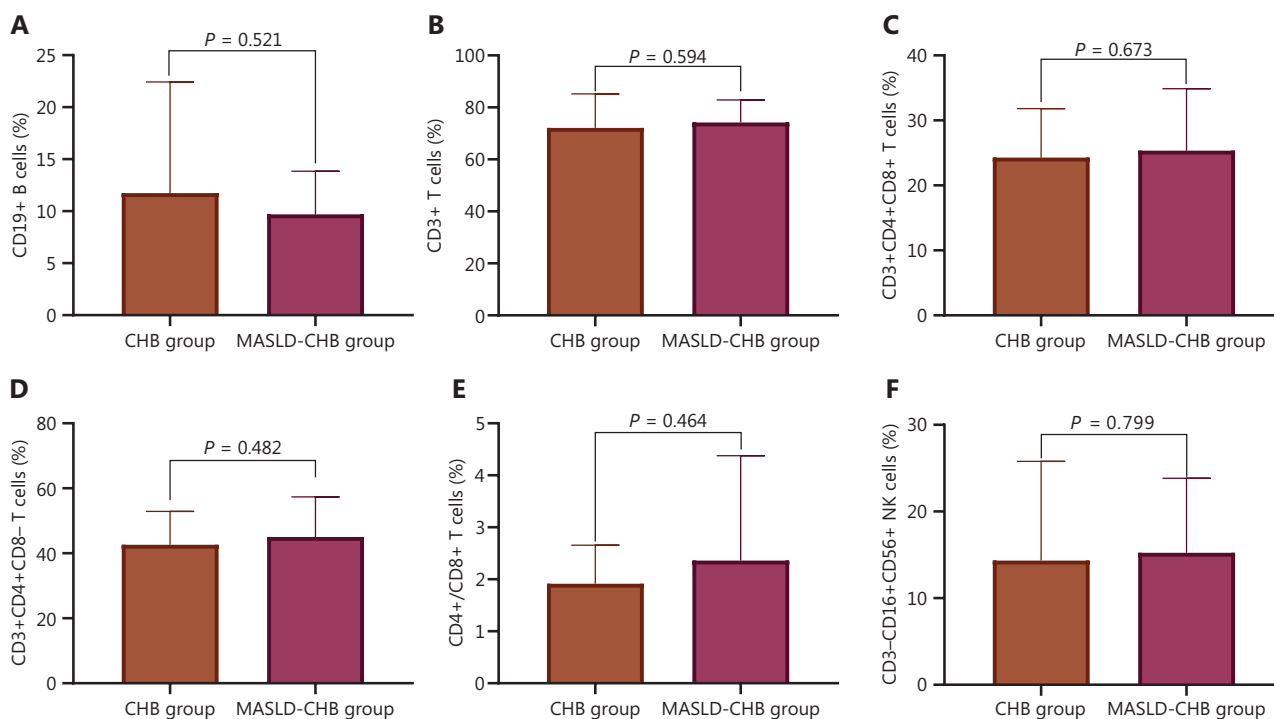 A
P = 0.521
CD19+ B cells (%)
25
20
15
10
5
0
CHB group
MASLD-CHB group
B
P = 0.594
CD3+ T cells (%)
100
80
60
40
20
0
CHB group
MASLD-CHB group
C
P = 0.673
CD3+CD4+CD8+ T cells (%)
40
30
20
10
0
CHB group
MASLD-CHB group
D
P = 0.482
CD3+CD4+CD8– T cells (%)
80
60
40
20
0
CHB group
MASLD-CHB group
E
P = 0.464
CD4+/CD8+ T cells (%)
5
4
3
2
1
0
CHB group
MASLD-CHB group
F
P = 0.799
CD3–CD16+CD56+ NK cells (%)
30
20
10
0
CHB group
MASLD-CHB group